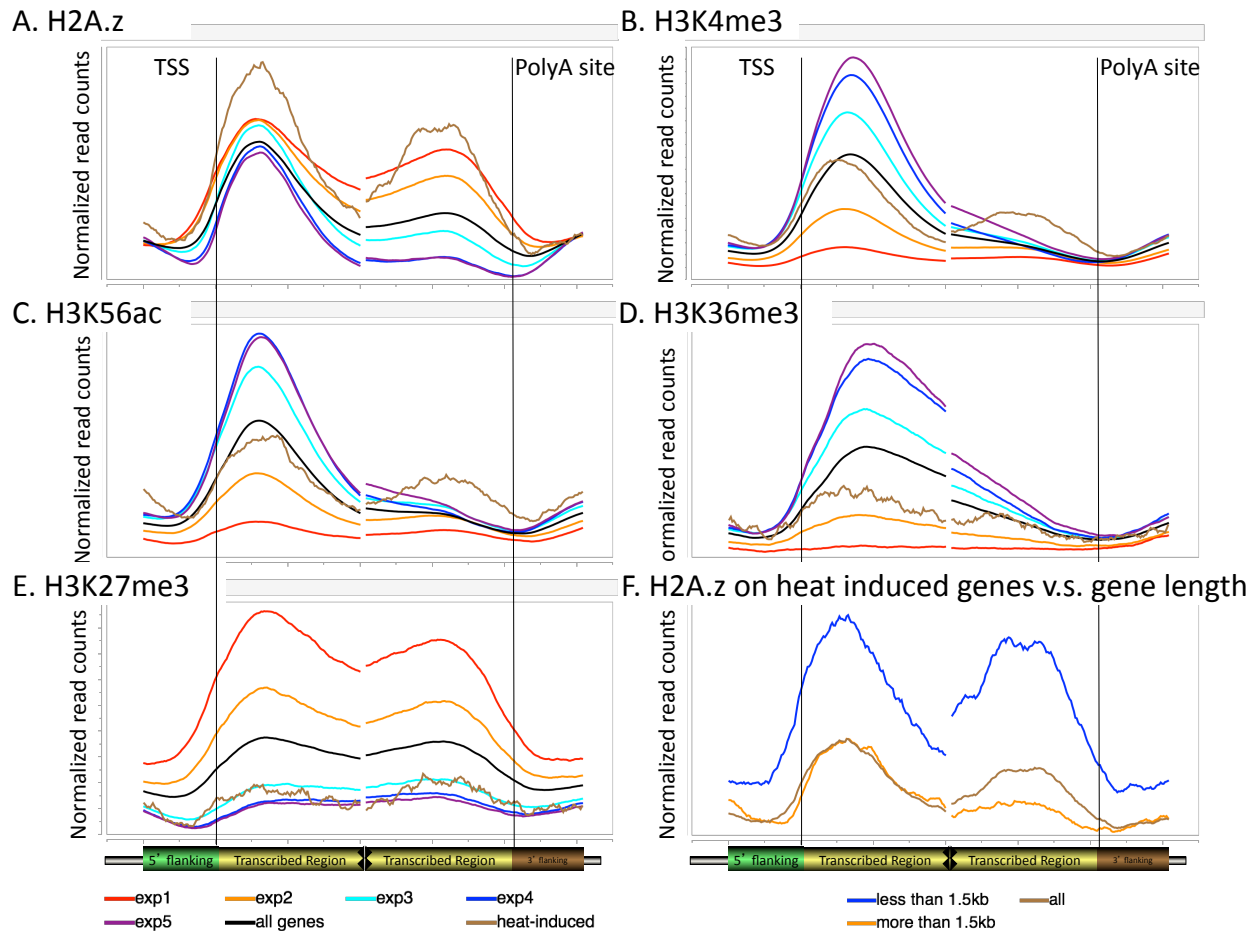 A. H2A.z
B. H3K4me3
TSS
PolyA site
TSS
PolyA site
Normalized read counts
Normalized read counts
C. H3K56ac
D. H3K36me3
Normalized read counts
ormalized read counts
E. H3K27me3
F. H2A.z on heat induced genes v.s. gene length
Normalized read counts
Normalized read counts
5' flanking
Transcribed Region
Transcribed Region
3' flanking
5' flanking
Transcribed Region
Transcribed Region
3' flanking
exp1 exp2 exp3 exp4
exp5 all genes heat-induced
less than 1.5kb all
more than 1.5kb